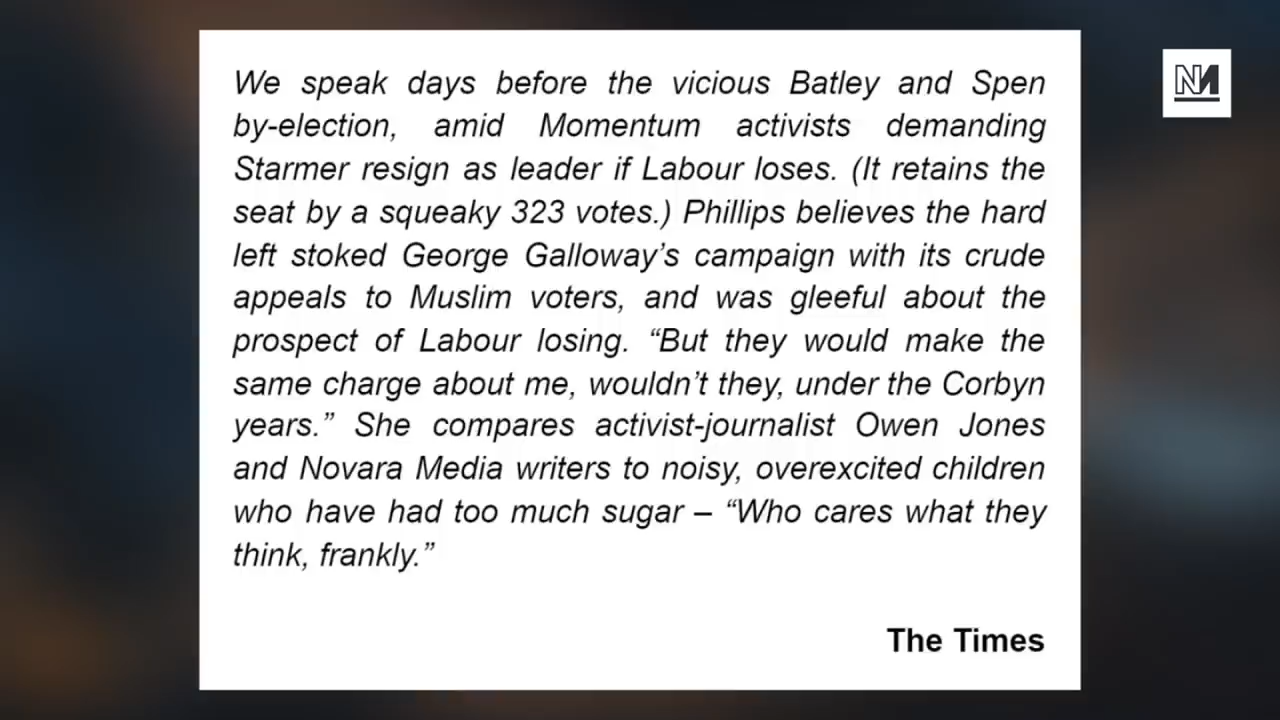 We speak days before the vicious Batley and Spen
by-election, amid Momentum activists demanding
Starmer resign as leader if Labour loses. (It retains the
seat by a squeaky 323 votes.) Phillips believes the hard
left stoked George Galloway’s campaign with its crude
appeals to Muslim voters, and was gleeful about the
prospect of Labour losing. “But they would make the
same charge about me, wouldn’t they, under the Corbyn
years.” She compares activist-journalist Owen Jones
and Novara Media writers to noisy, overexcited children
who have had too much sugar – “Who cares what they
think, frankly.”
The Times
NM